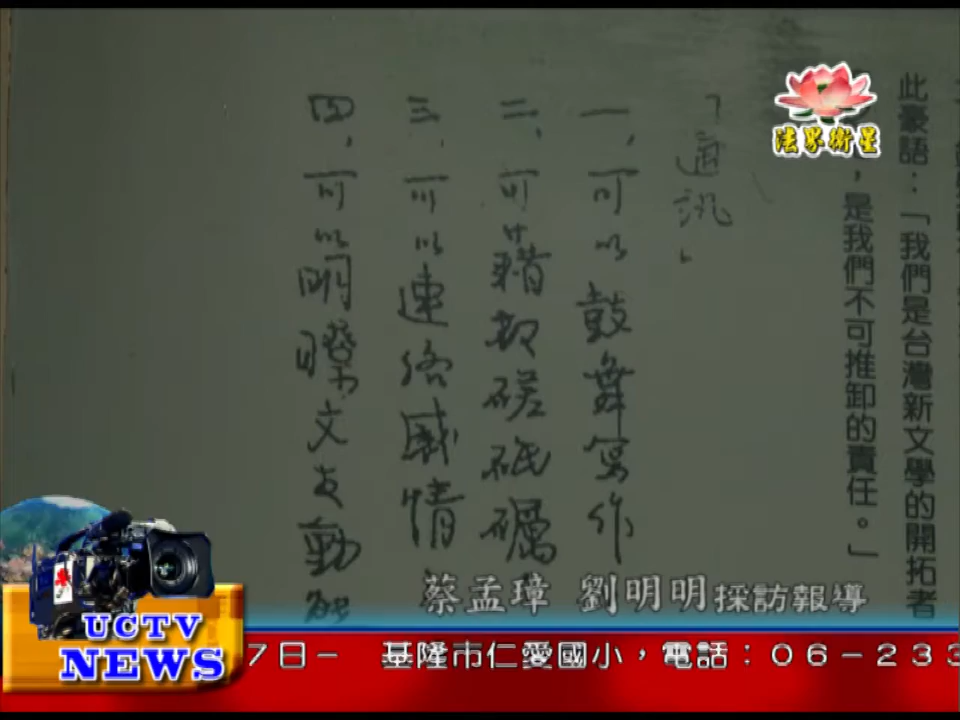 法界衛星
此豪語：「我們是台灣新文學的開拓者
，是我們不可推卸的責任。」
「通訊」
一，可以鼓舞寫作
二，可藉切磋砥礪
三，可以連絡感情
四，可以明瞭文友動
蔡孟璋 劉明明採訪報導
UCTV
NEWS
7日－ 基隆市仁愛國小，電話：０６－２３３